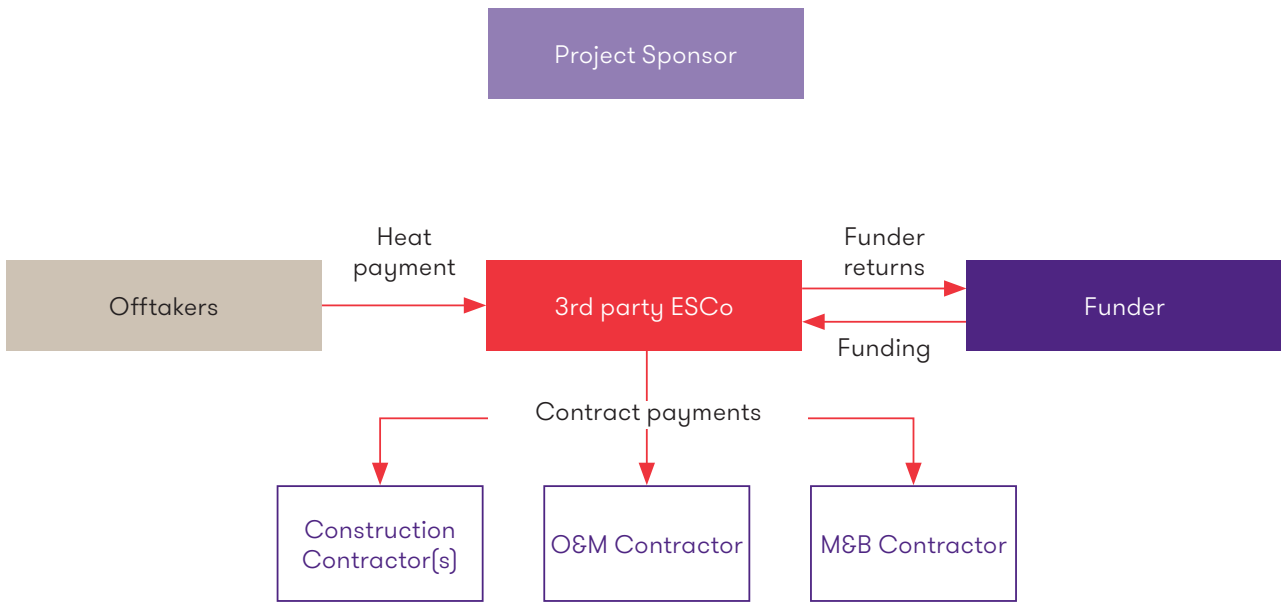 Project Sponsor
Heat
payment
Funder
returns
Offtakers
3rd party ESCo
Funder
Funding
Contract payments
Construction
Contractor(s)
O&M Contractor
M&B Contractor